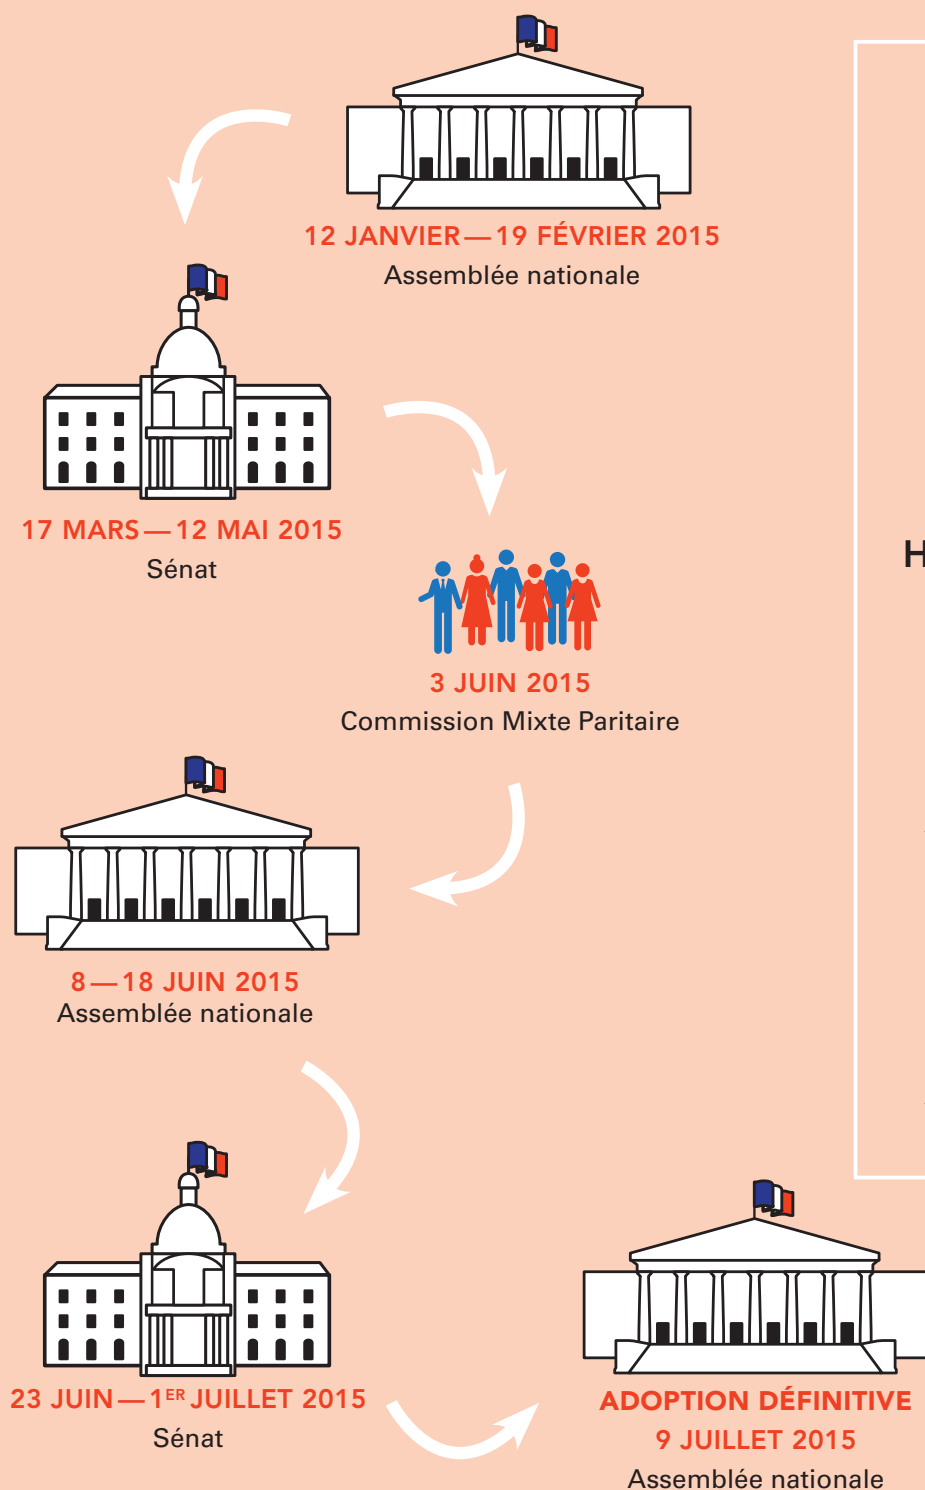 12 JANVIER — 19 FÉVRIER 2015
Assemblée nationale
17 MARS — 12 MAI 2015
Sénat
3 JUIN 2015
Commission Mixte Paritaire
8 — 18 JUIN 2015
Assemblée nationale
23 JUIN — 1ER JUILLET 2015
Sénat
ADOPTION DÉFINITIVE
9 JUILLET 2015
Assemblée nationale
H